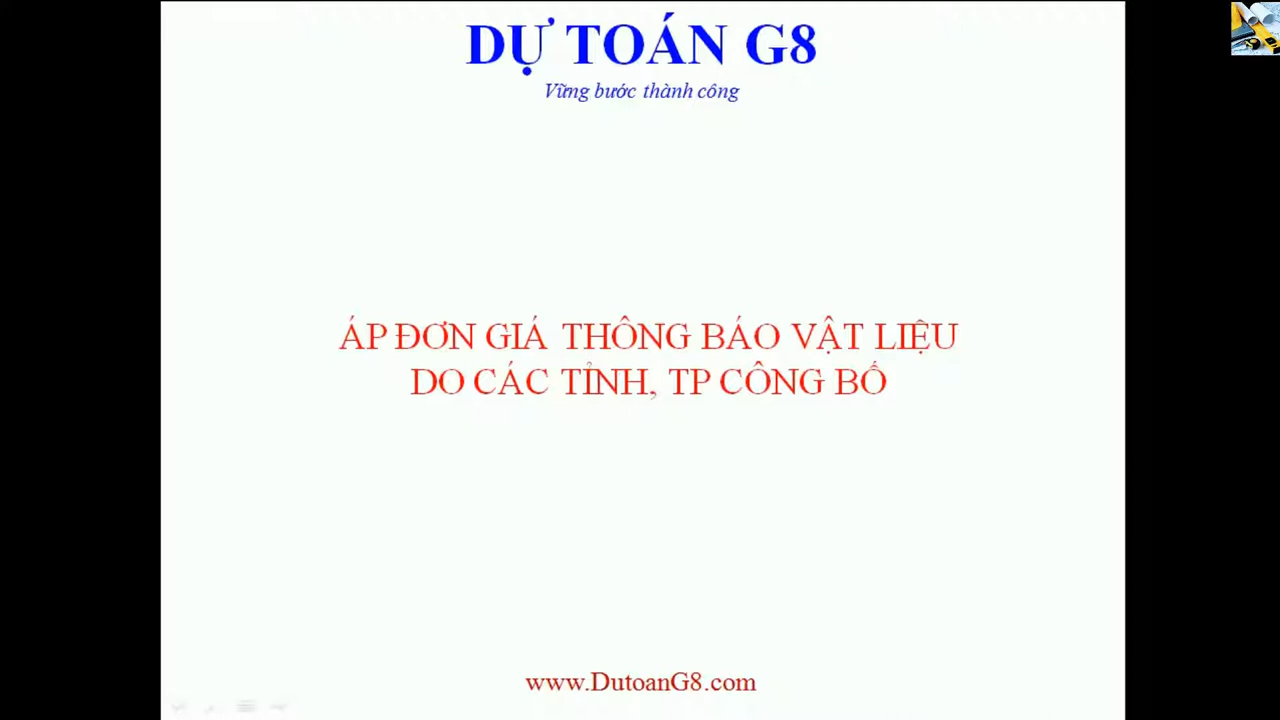 DỰ TOÁN G8
Vững bước thành công
ÁP ĐƠN GIÁ THÔNG BÁO VẬT LIỆU
DO CÁC TỈNH, TP CÔNG BỐ
www.DutoanG8.com